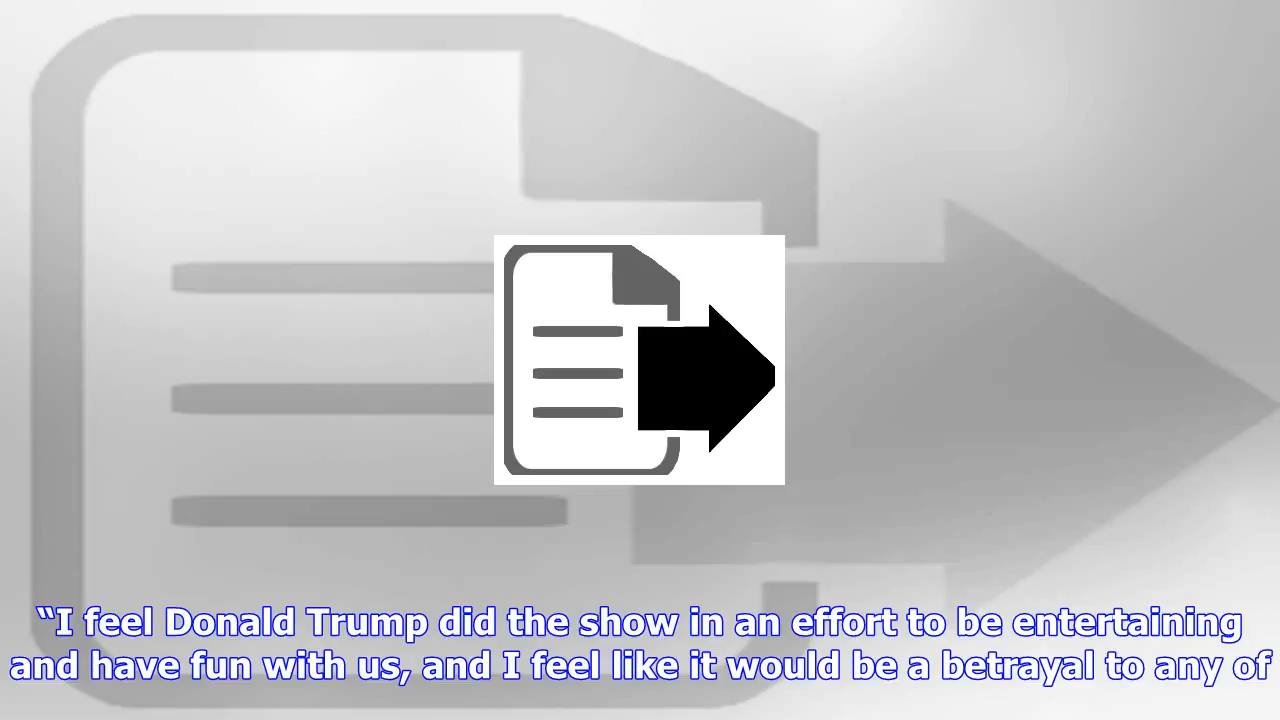 “I feel Donald Trump did the show in an effort to be entertaining
and have fun with us, and I feel like it would be a betrayal to any of